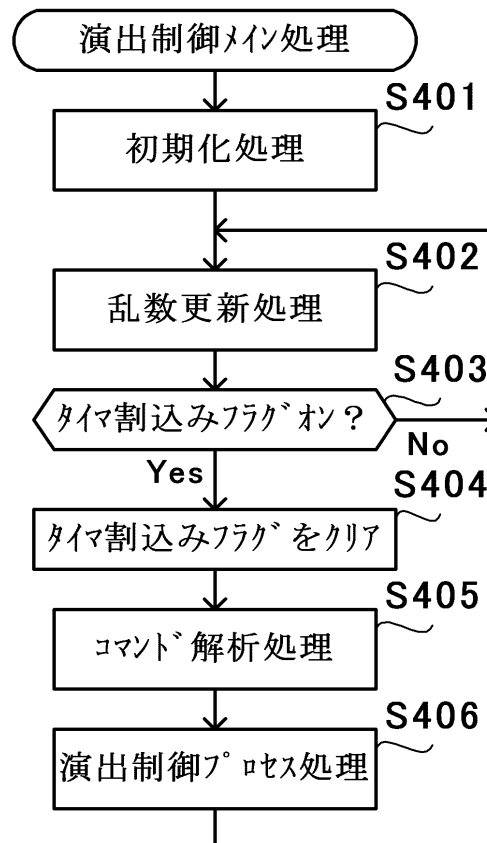 演出制御ﾒｲﾝ処理
S401
初期化処理
S402
乱数更新処理
S403
ﾀｲﾏ割込みﾌﾗｸﾞｵﾝ？
No
Yes
S404
ﾀｲﾏ割込みﾌﾗｸﾞをｸﾘｱ
S405
ｺﾏﾝﾄﾞ解析処理
S406
演出制御ﾌﾟﾛｾｽ処理